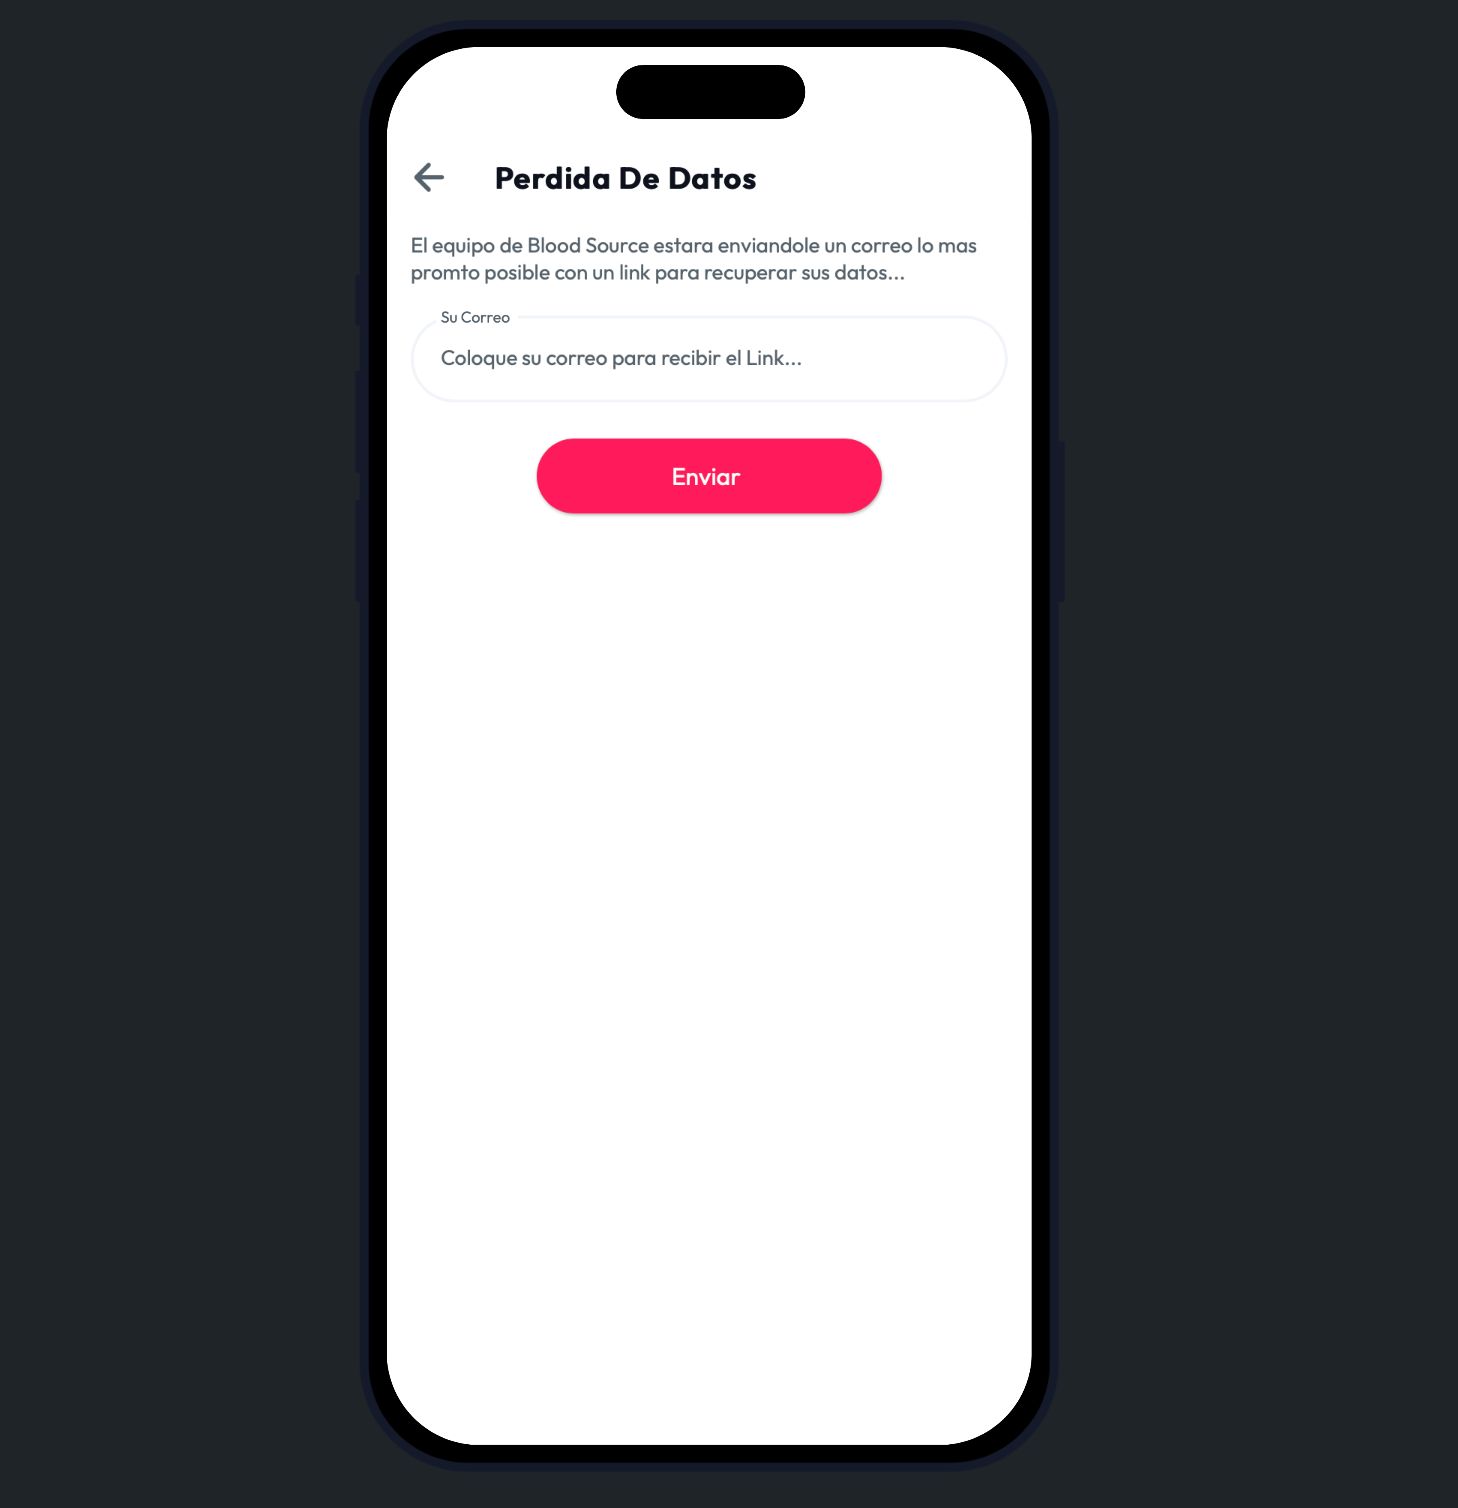 Perdida De Datos
El equipo de Blood Source estara enviandole un correo lo mas
promto posible con un link para recuperar sus datos...
Su Correo
Coloque su correo para recibir el Link...
Enviar